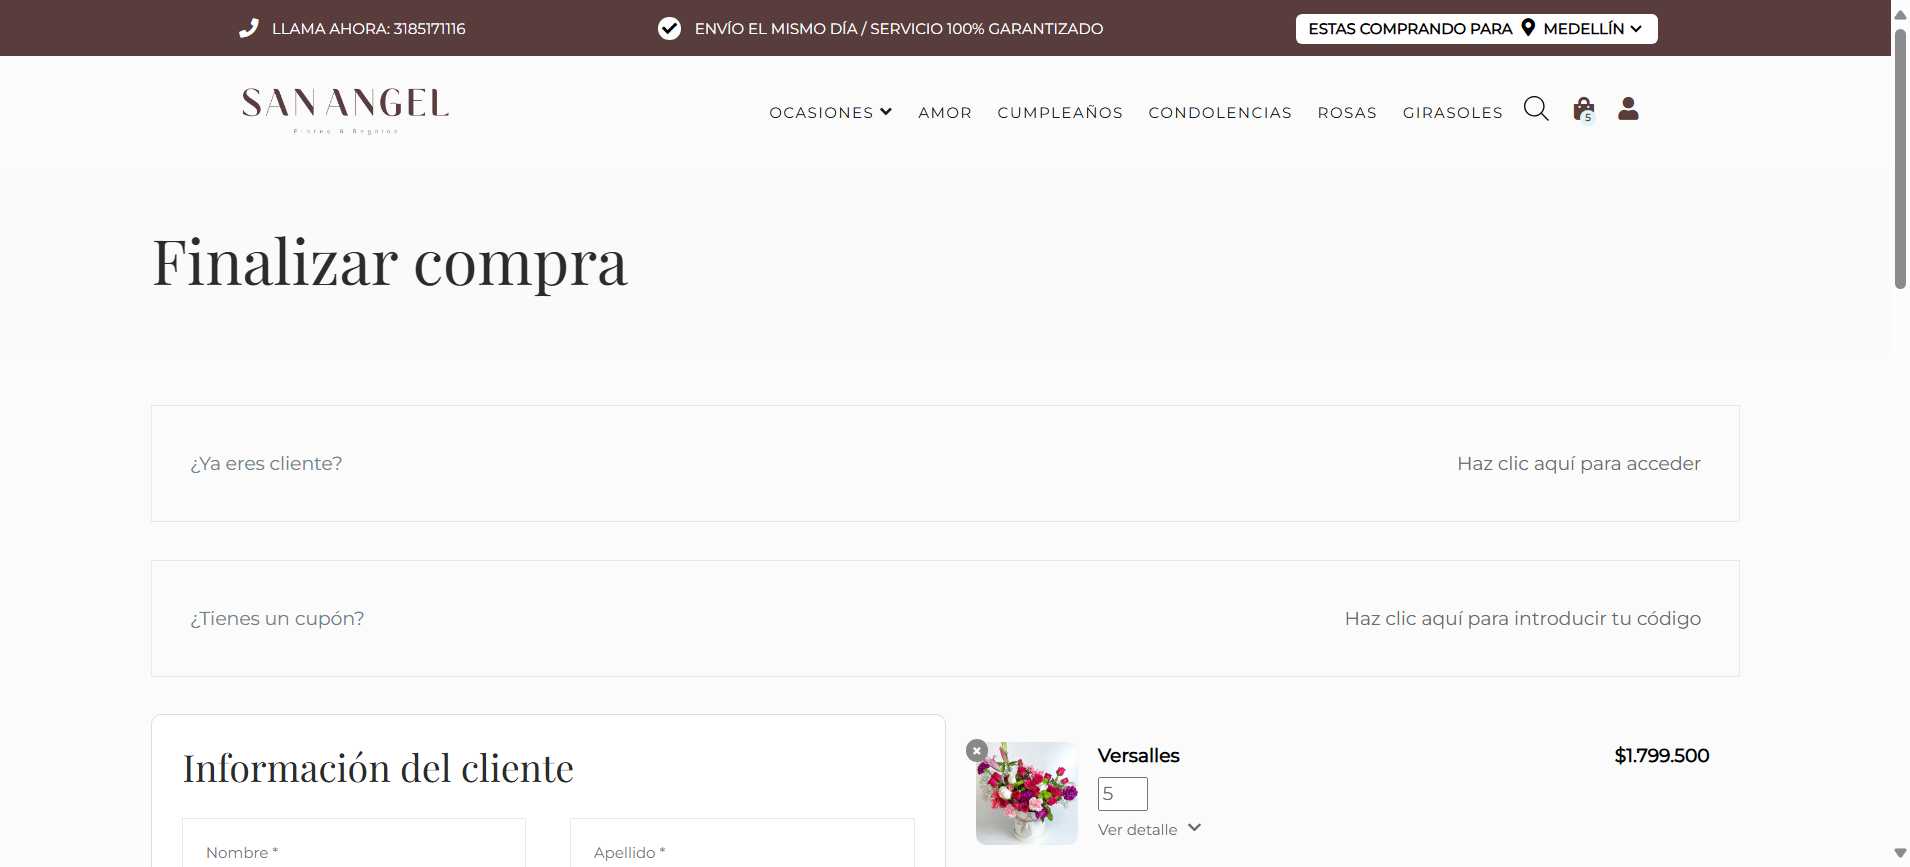 LLAMA AHORA: 3185171116
ENVÍO EL MISMO DÍA / SERVICIO 100% GARANTIZADO
ESTAS COMPRANDO PARA MEDELLÍN
SAN ANGEL
Flores & Regalos
OCASIONES AMOR CUMPLEAÑOS CONDOLENCIAS ROSAS GIRASOLES
5
Finalizar compra
¿Ya eres cliente? Haz clic aquí para acceder
¿Tienes un cupón? Haz clic aquí para introducir tu código
Información del cliente
Nombre *
Apellido *
Versalles $1.799.500
5
Ver detalle